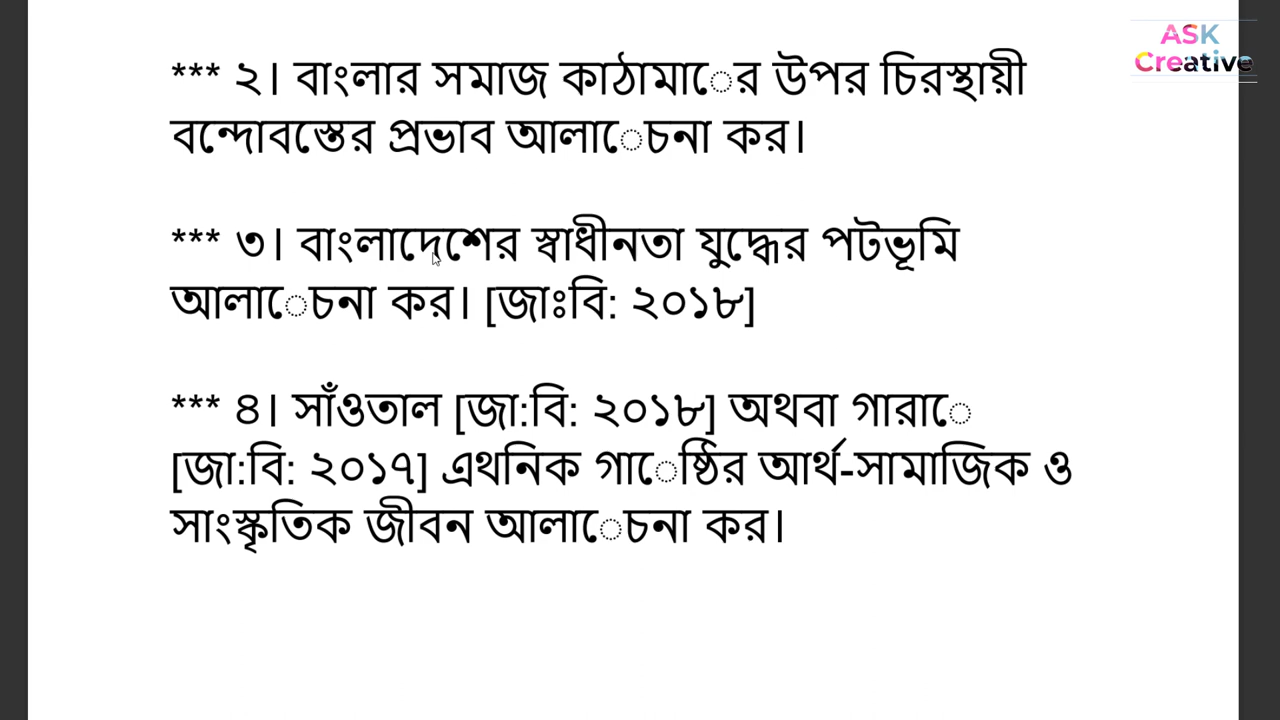 ASK
Creative
*** ২। বাংলার সমাজ কাঠামাের উপর চিরস্থায়ী
বন্দোবস্তের প্রভাব আলােচনা কর।
*** ৩। বাংলাদেশের স্বাধীনতা যুদ্ধের পটভূমি
আলােচনা কর। [জাঃবি: ২০১৮]
*** ৪। সাঁওতাল [জা:বি: ২০১৮] অথবা গারাে
[জা:বি: ২০১৭] এথনিক গােষ্ঠির আর্থ-সামাজিক ও
সাংস্কৃতিক জীবন আলােচনা কর।